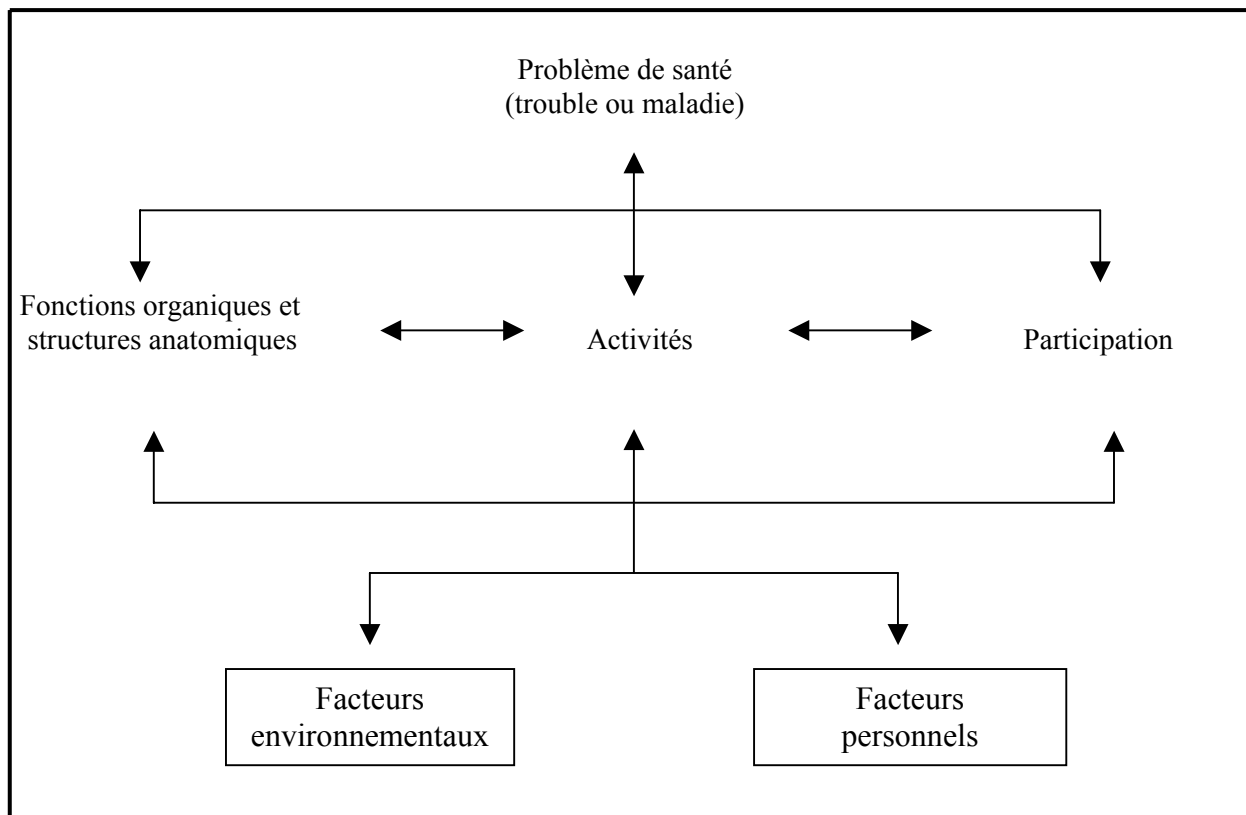 Problème de santé
(trouble ou maladie)
Fonctions organiques et
structures anatomiques
Activités
Participation
Facteurs
environnementaux
Facteurs
personnels